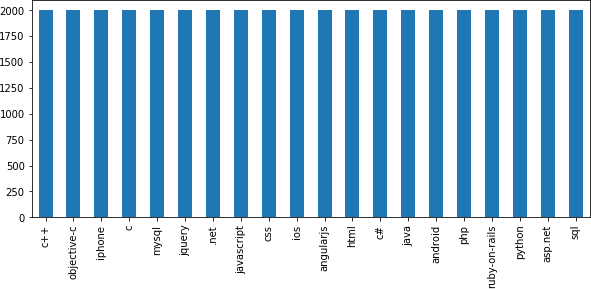 2000
1750
1500
1250
1000
750
500
250
0
c++
objective-c
iphone
c
mysql
jquery
.net
javascript
css
ios
angularjs
html
c#
java
android
php
ruby-on-rails
python
asp.net
sql